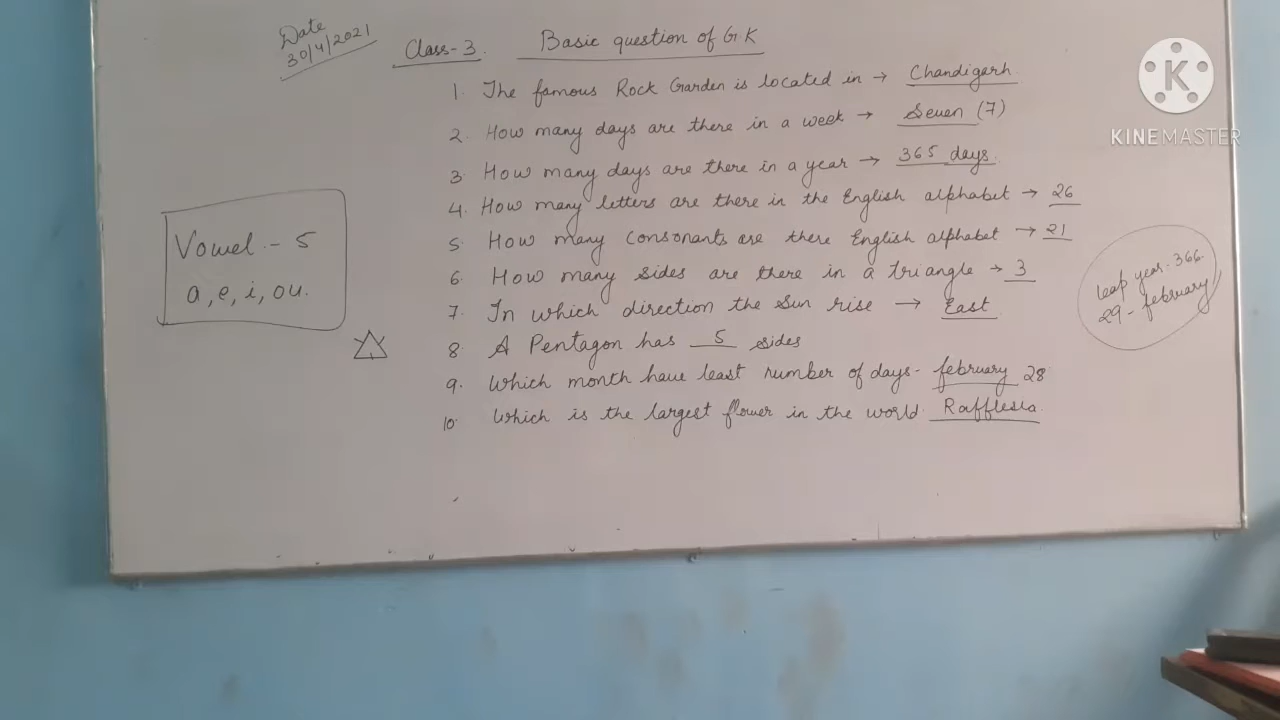 Date
30/4/2021
Class-3. Basic question of G.K
1. The famous Rock Garden is located in → Chandigarh.
2. How many days are there in a week → Seven (7)
3. How many days are there in a year → 365 days.
4. How many letters are there in the English alphabet → 26
5. How many consonants are there English alphabet → 21
6. How many sides are there in a triangle → 3
7. In which direction the Sun rise → East
8. A Pentagon has 5 sides
9. Which month have least number of days - february 28
10. Which is the largest flower in the world. Rafflesia.
Vowel - 5
a, e, i, ou.
leap year - 366
29 - february
K
KINEMASTER